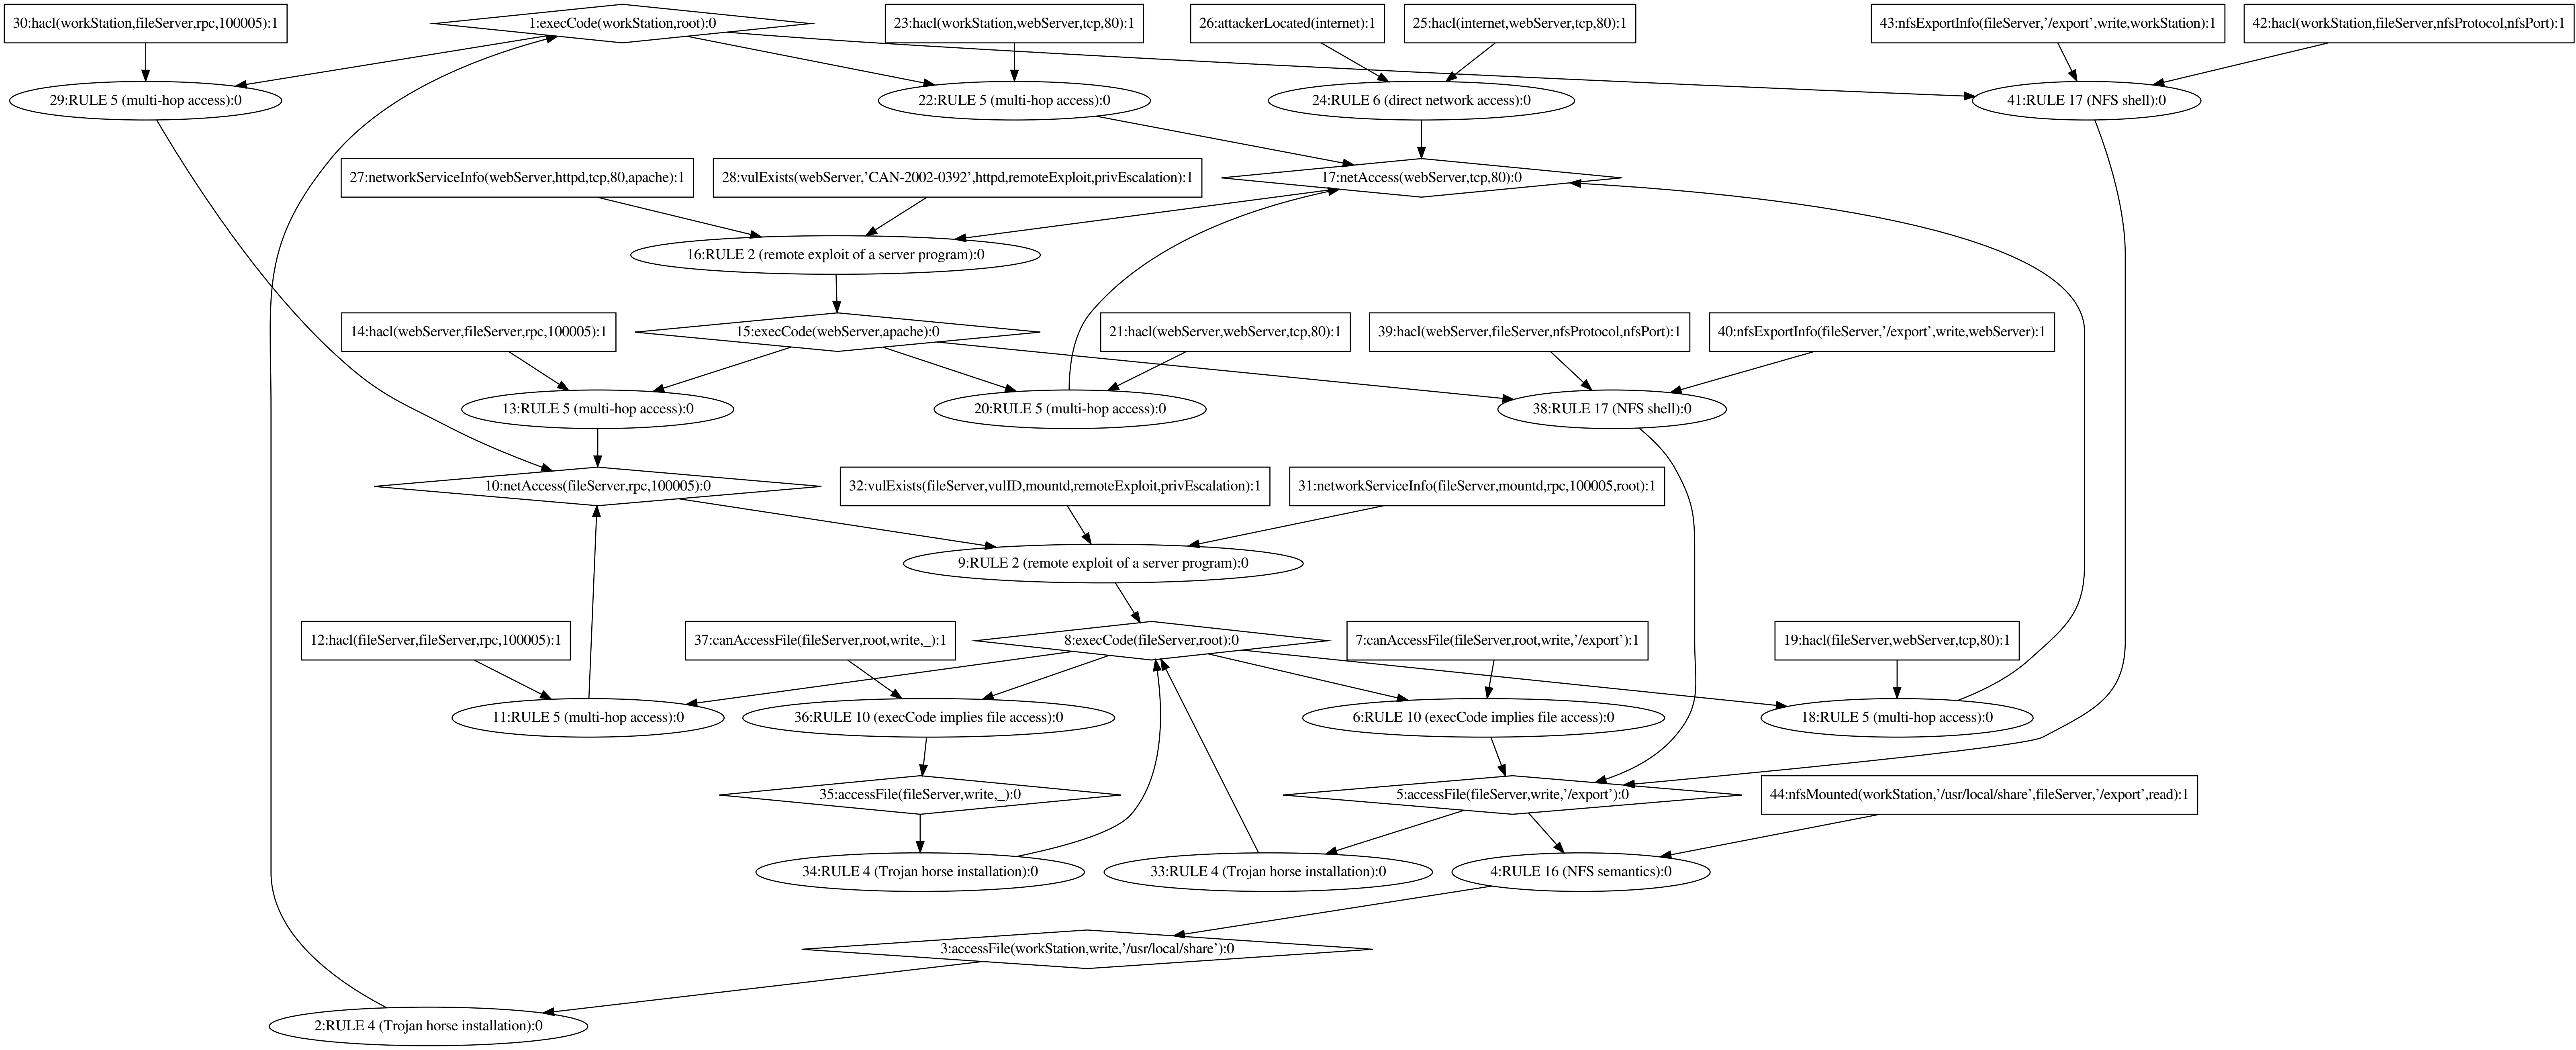 30:hacl(workStation,fileServer,rpc,100005):1
1:execCode(workStation,root):0
23:hacl(workStation,webServer,tcp,80):1
26:attackerLocated(internet):1
25:hacl(internet,webServer,tcp,80):1
43:nfsExportInfo(fileServer,’/export’,write,workStation):1
42:hacl(workStation,fileServer,nfsProtocol,nfsPort):1
29:RULE 5 (multi-hop access):0
22:RULE 5 (multi-hop access):0
24:RULE 6 (direct network access):0
41:RULE 17 (NFS shell):0
27:networkServiceInfo(webServer,httpd,tcp,80,apache):1
28:vulExists(webServer,’CAN-2002-0392’,httpd,remoteExploit,privEscalation):1
17:netAccess(webServer,tcp,80):0
16:RULE 2 (remote exploit of a server program):0
14:hacl(webServer,fileServer,rpc,100005):1
15:execCode(webServer,apache):0
21:hacl(webServer,webServer,tcp,80):1
39:hacl(webServer,fileServer,nfsProtocol,nfsPort):1
40:nfsExportInfo(fileServer,’/export’,write,webServer):1
13:RULE 5 (multi-hop access):0
20:RULE 5 (multi-hop access):0
38:RULE 17 (NFS shell):0
10:netAccess(fileServer,rpc,100005):0
32:vulExists(fileServer,vulID,mountd,remoteExploit,privEscalation):1
31:networkServiceInfo(fileServer,mountd,rpc,100005,root):1
9:RULE 2 (remote exploit of a server program):0
12:hacl(fileServer,fileServer,rpc,100005):1
37:canAccessFile(fileServer,root,write,_):1
8:execCode(fileServer,root):0
7:canAccessFile(fileServer,root,write,’/export’):1
19:hacl(fileServer,webServer,tcp,80):1
11:RULE 5 (multi-hop access):0
36:RULE 10 (execCode implies file access):0
6:RULE 10 (execCode implies file access):0
18:RULE 5 (multi-hop access):0
35:accessFile(fileServer,write,_):0
5:accessFile(fileServer,write,’/export’):0
44:nfsMounted(workStation,’/usr/local/share’,fileServer,’/export’,read):1
34:RULE 4 (Trojan horse installation):0
33:RULE 4 (Trojan horse installation):0
4:RULE 16 (NFS semantics):0
3:accessFile(workStation,write,’/usr/local/share’):0
2:RULE 4 (Trojan horse installation):0